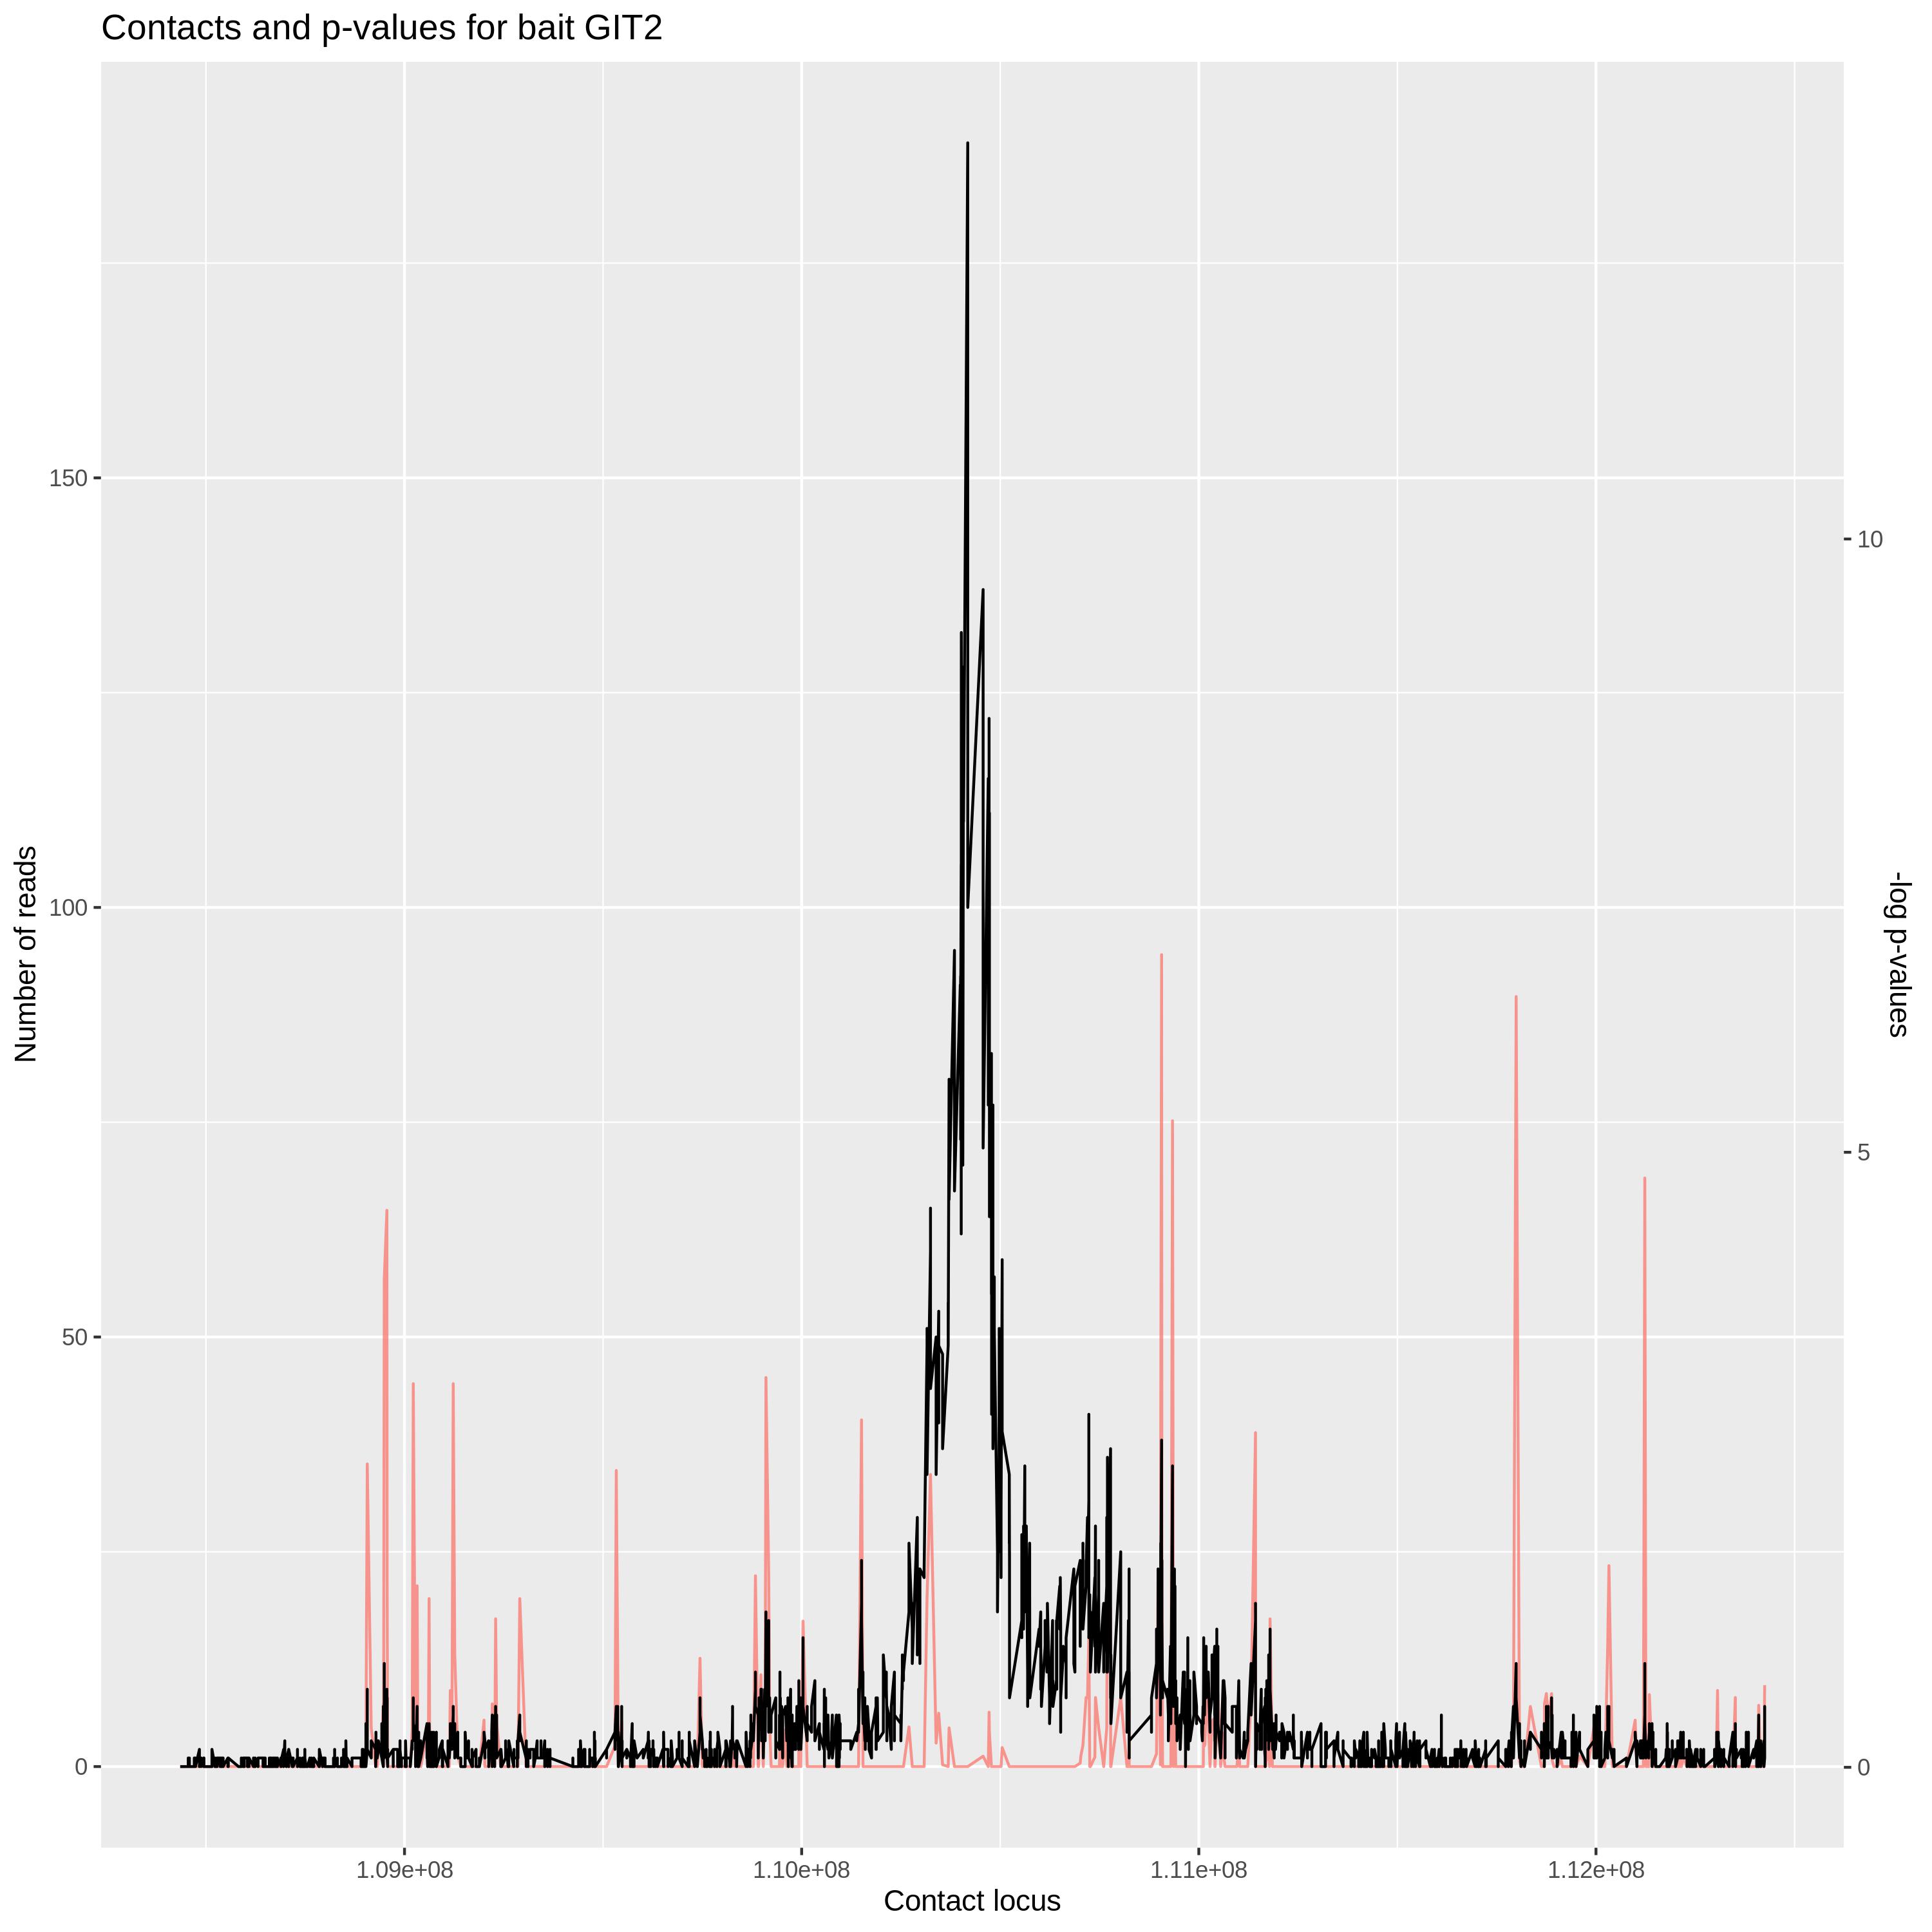 Contacts and p-values for bait GIT2
Number of reads
150
100
50
0
10
5
0
-log p-values
1.09e+08 1.10e+08 1.11e+08 1.12e+08
Contact locus